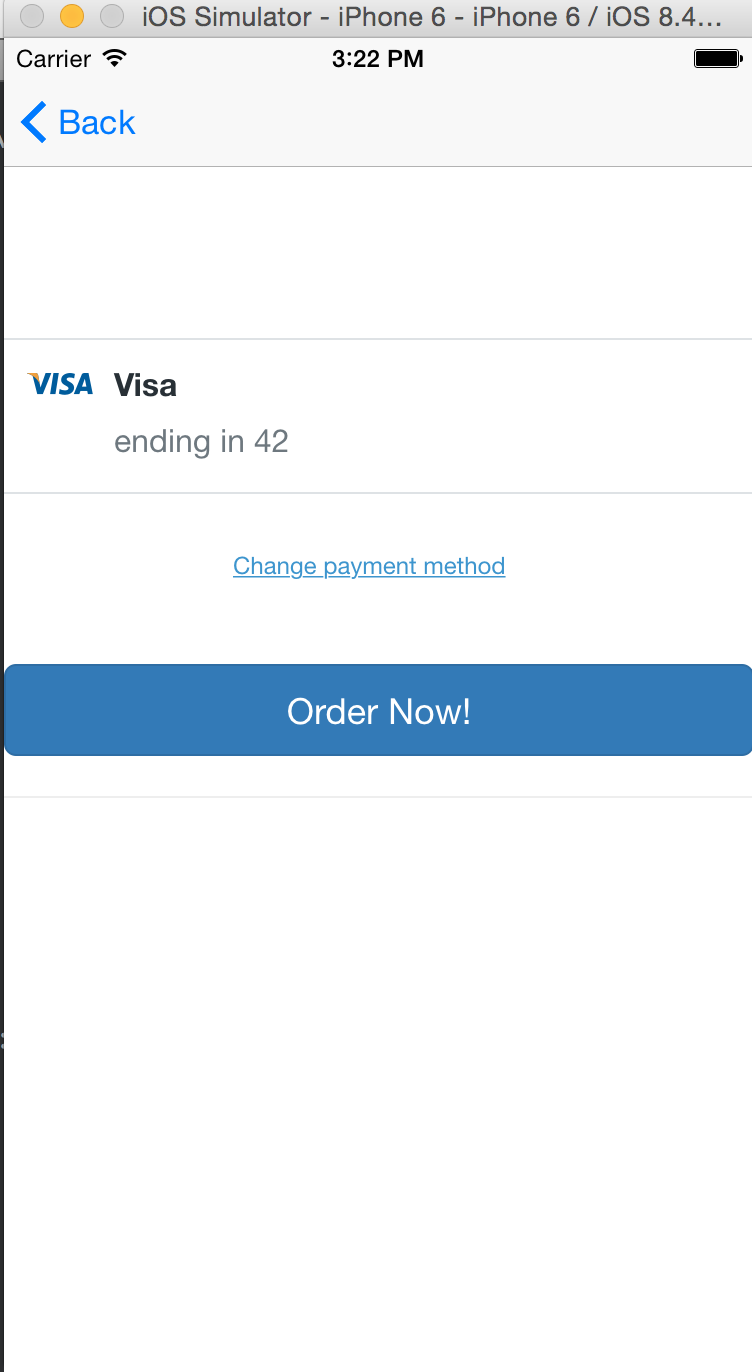 iOS Simulator - iPhone 6 - iPhone 6 / iOS 8.4...
Carrier 3:22 PM
Back
VISA Visa
ending in 42
Change payment method
Order Now!